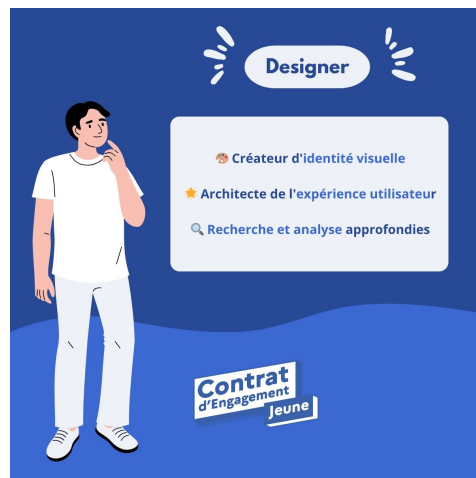 Designer
🎨 Créateur d'identité visuelle
⭐ Architecte de l'expérience utilisateur
🔍 Recherche et analyse approfondies
Contrat
d'Engagement
Jeune